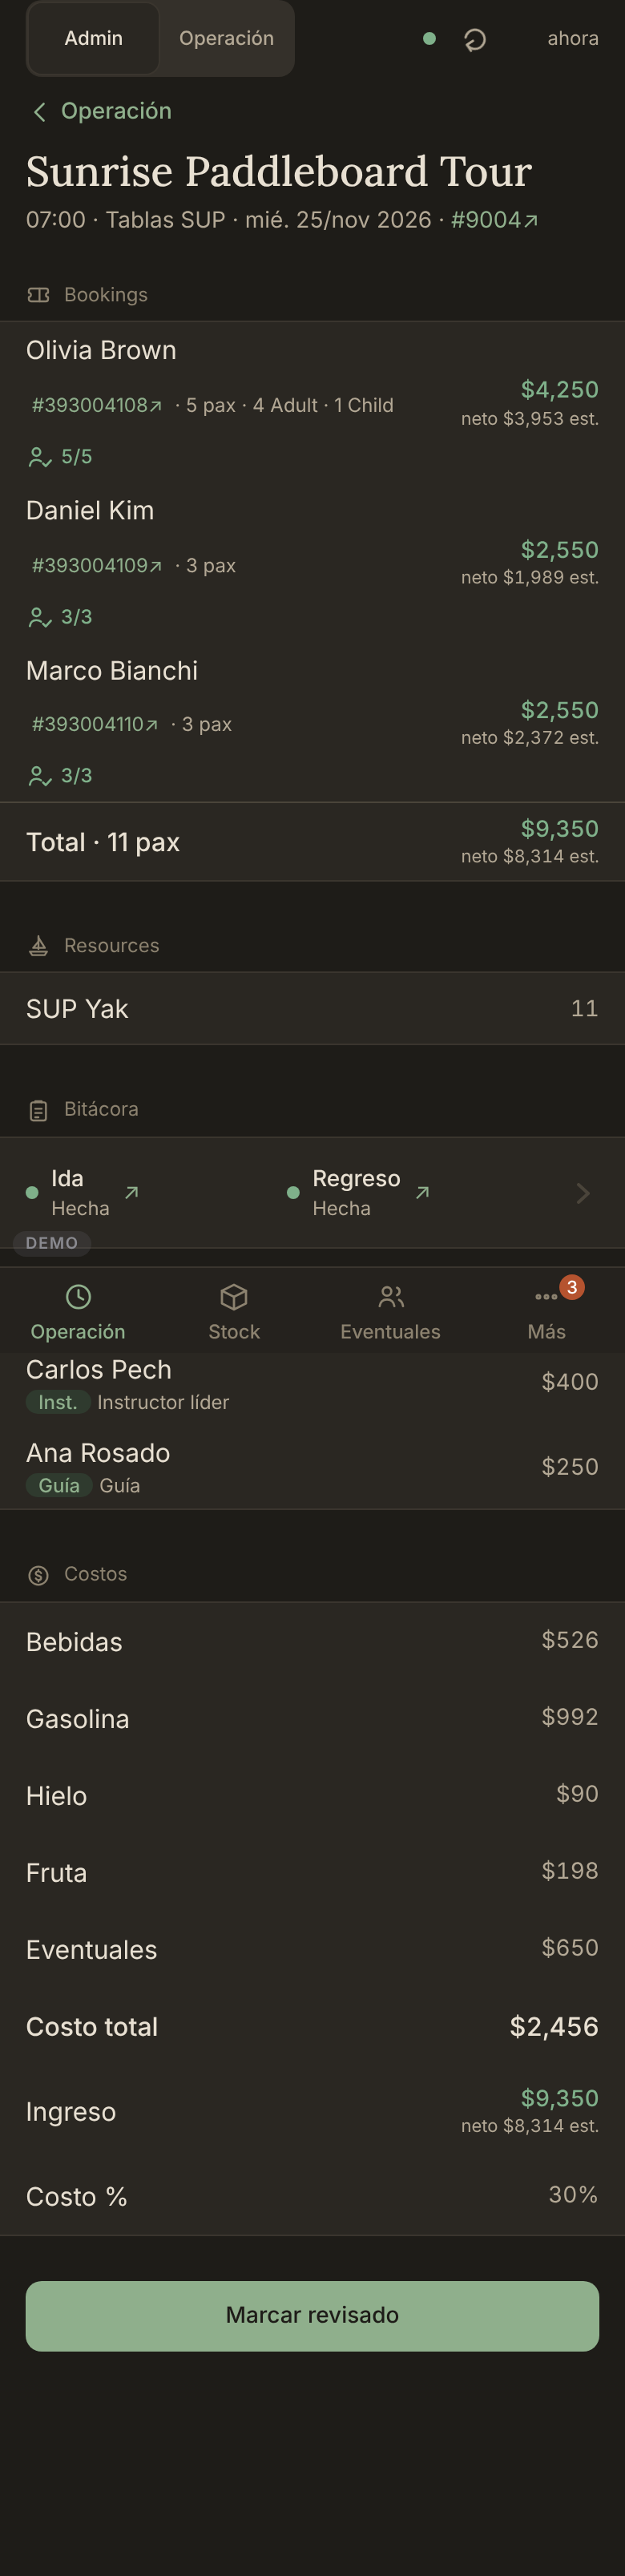 Admin
Operación
ahora
Operación
Sunrise Paddleboard Tour
07:00 · Tablas SUP · mié. 25/nov 2026 · #9004↗
Bookings
Olivia Brown
$4,250
#393004108↗ · 5 pax · 4 Adult · 1 Child
neto $3,953 est.
5/5
Daniel Kim
$2,550
#393004109↗ · 3 pax
neto $1,989 est.
3/3
Marco Bianchi
$2,550
#393004110↗ · 3 pax
neto $2,372 est.
3/3
Total · 11 pax
$9,350
neto $8,314 est.
Resources
SUP Yak
11
Bitácora
Ida
Hecha
Regreso
Hecha
DEMO
Operación
Stock
Eventuales
3
Más
Carlos Pech
$400
Inst. Instructor líder
Ana Rosado
$250
Guía Guía
Costos
Bebidas
$526
Gasolina
$992
Hielo
$90
Fruta
$198
Eventuales
$650
Costo total
$2,456
Ingreso
$9,350
neto $8,314 est.
Costo %
30%
Marcar revisado